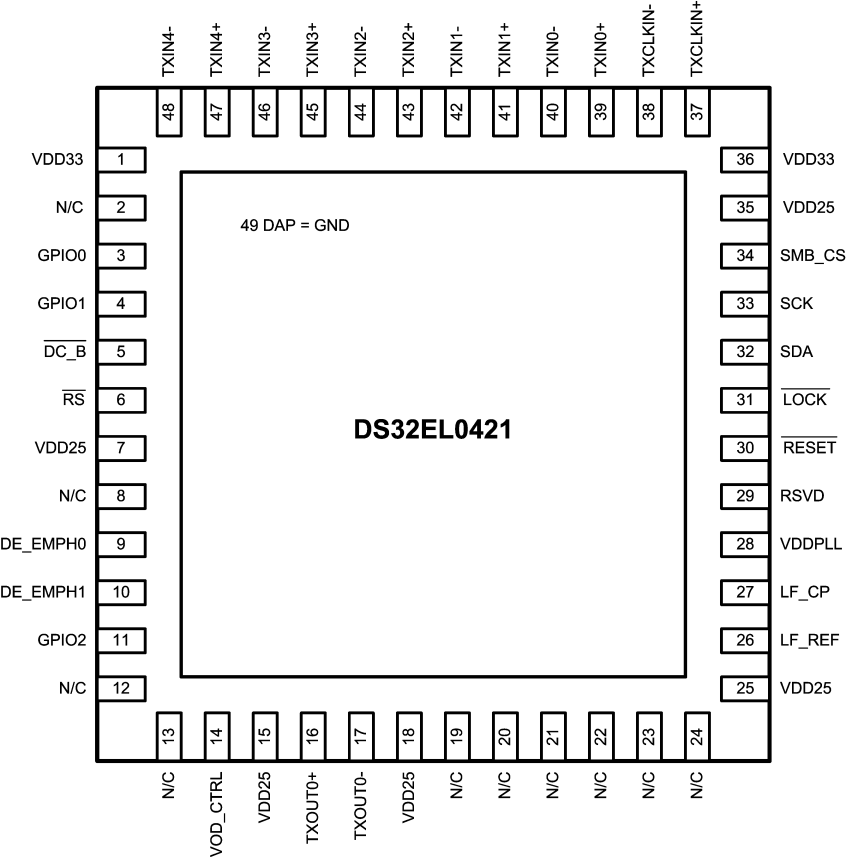 TXIN4-
TXIN4+
TXIN3-
TXIN3+
TXIN2-
TXIN2+
TXIN1-
TXIN1+
TXIN0-
TXIN0+
TXCLKIN-
TXCLKIN+
48
47
46
45
44
43
42
41
40
39
38
37
VDD33 1
36 VDD33
N/C 2
35 VDD25
49 DAP = GND
GPIO0 3
34 SMB_CS
GPIO1 4
33 SCK
DC_B 5
32 SDA
RS 6
31 LOCK
DS32EL0421
VDD25 7
30 RESET
N/C 8
29 RSVD
DE_EMPH0 9
28 VDDPLL
DE_EMPH1 10
27 LF_CP
GPIO2 11
26 LF_REF
N/C 12
25 VDD25
13
14
15
16
17
18
19
20
21
22
23
24
N/C
VOD_CTRL
VDD25
TXOUT0+
TXOUT0-
VDD25
N/C
N/C
N/C
N/C
N/C
N/C